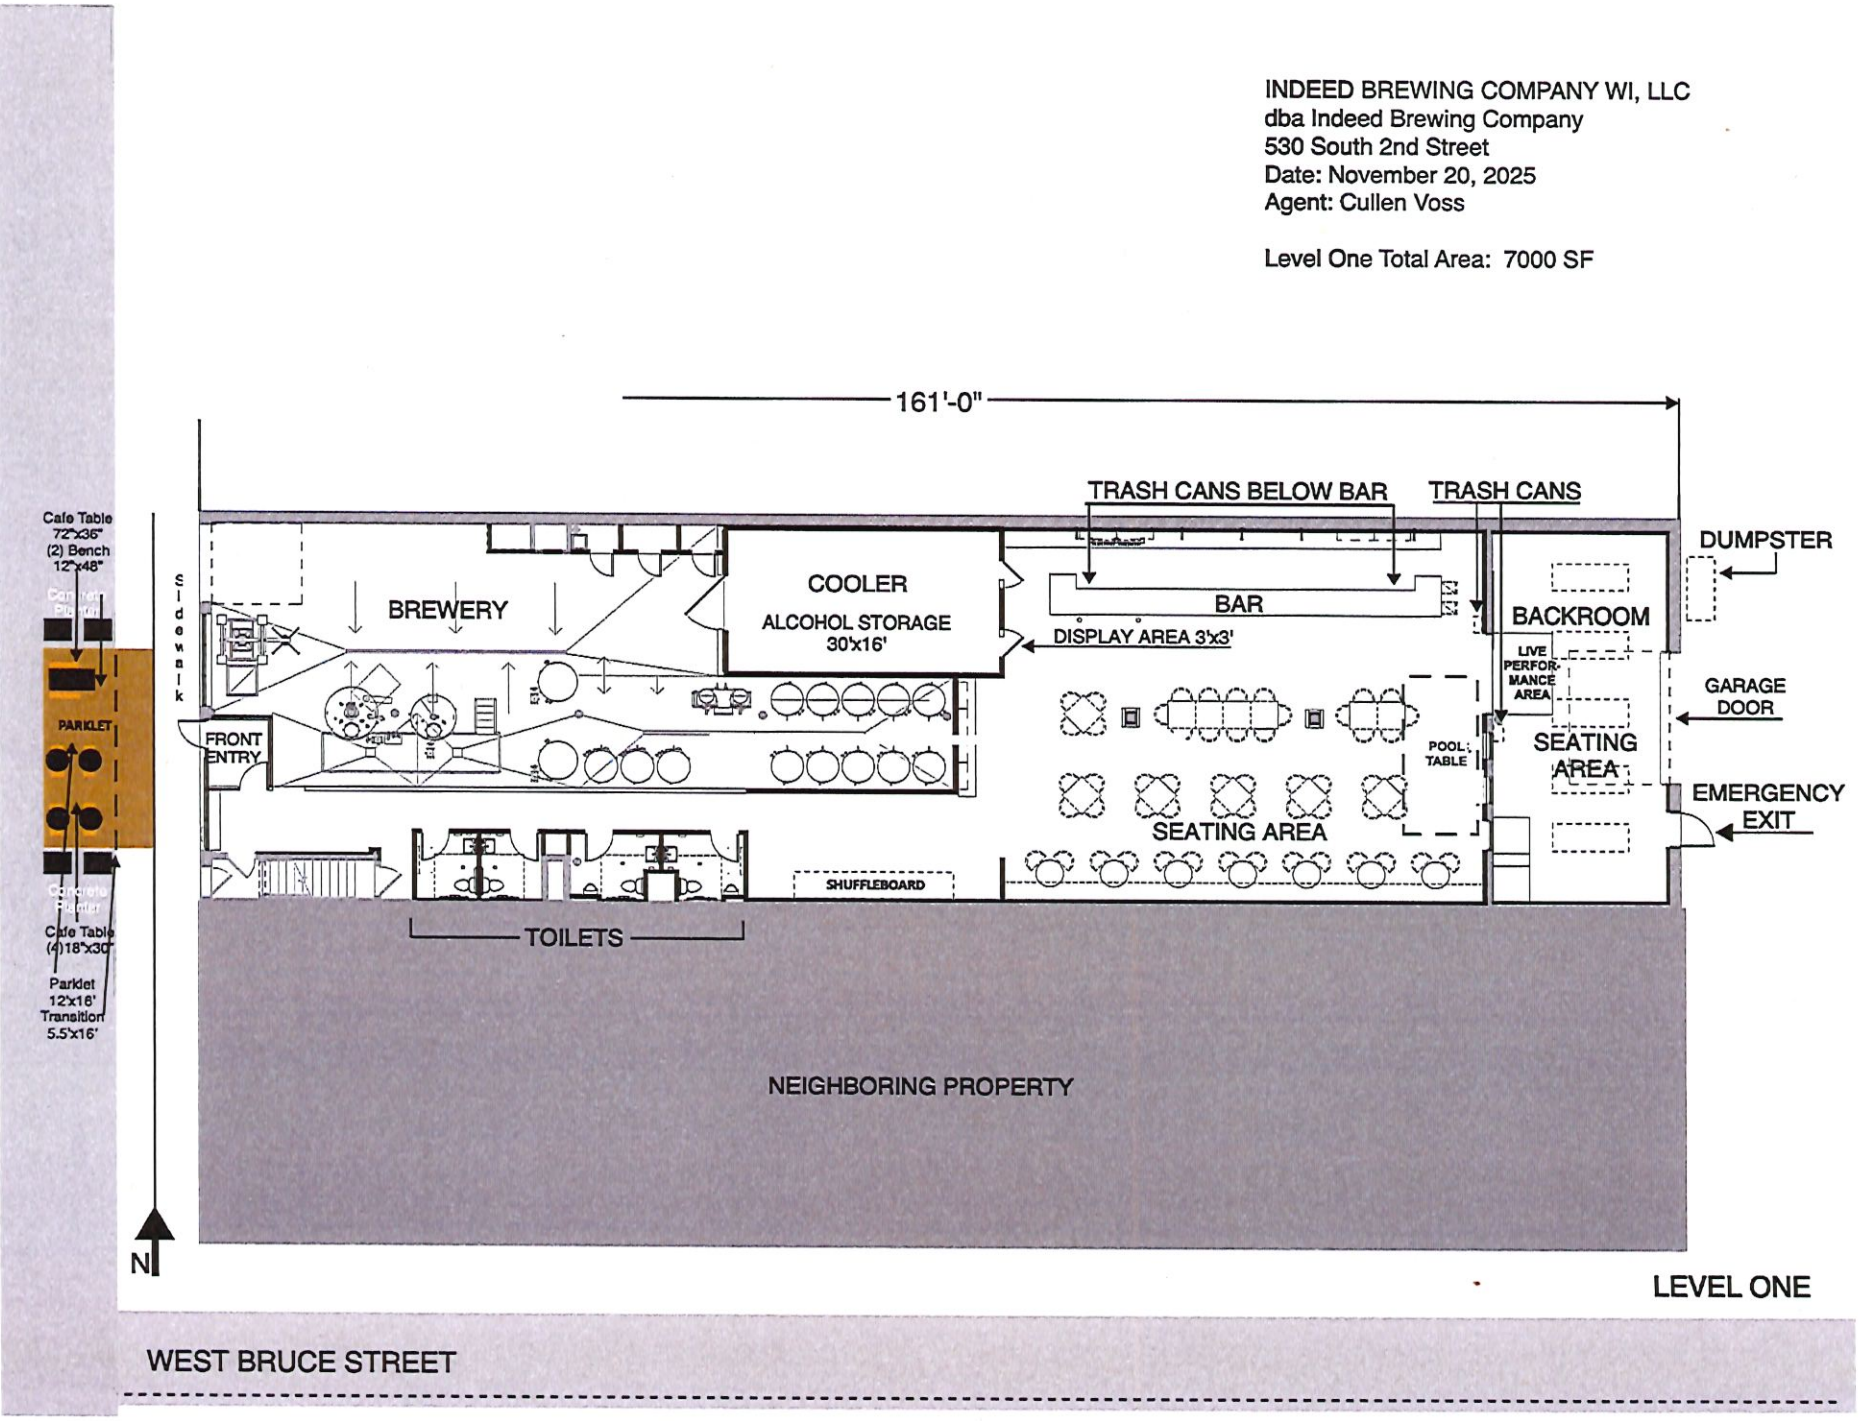 INDEED BREWING COMPANY WI, LLC
dba Indeed Brewing Company
530 South 2nd Street
Date: November 20, 2025
Agent: Cullen Voss
Level One Total Area: 7000 SF
161'-0"
TRASH CANS BELOW BAR
TRASH CANS
DUMPSTER
Cafe Table
72"x36"
(2) Bench
12"x48"
Concrete
Planter
Sidewalk
BREWERY
COOLER
ALCOHOL STORAGE
30'x16'
BAR
DISPLAY AREA 3'x3'
BACKROOM
LIVE
PERFOR-
MANCE
AREA
GARAGE
DOOR
PARKLET
FRONT
ENTRY
POOL
TABLE
SEATING
AREA
EMERGENCY
EXIT
SEATING AREA
SHUFFLEBOARD
Concrete
Planter
Cafe Table
(4)18"x30"
TOILETS
Parklet
12'x16'
Transition
5.5'x16'
NEIGHBORING PROPERTY
N
LEVEL ONE
WEST BRUCE STREET